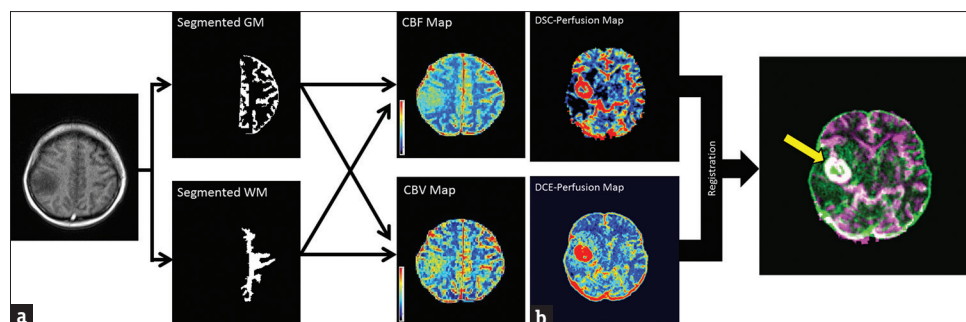 Segmented GM
Segmented WM
a
CBF Map
CBV Map
DSC-Perfusion Map
DCE-Perfusion Map
b
Registration